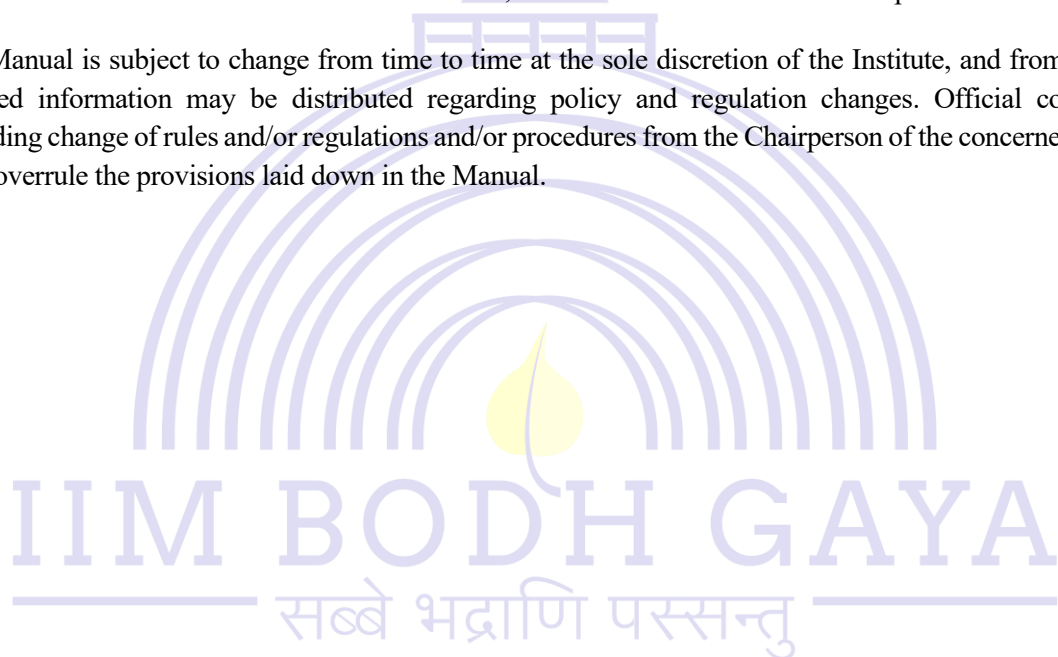 Manual is subject to change from time to time at the sole discretion of the Institute, and from
ed information may be distributed regarding policy and regulation changes. Official co
ding change of rules and/or regulations and/or procedures from the Chairperson of the concerne
overrule the provisions laid down in the Manual.
IIM BODH GAYA
सब्बे भद्राणि पस्सन्तु